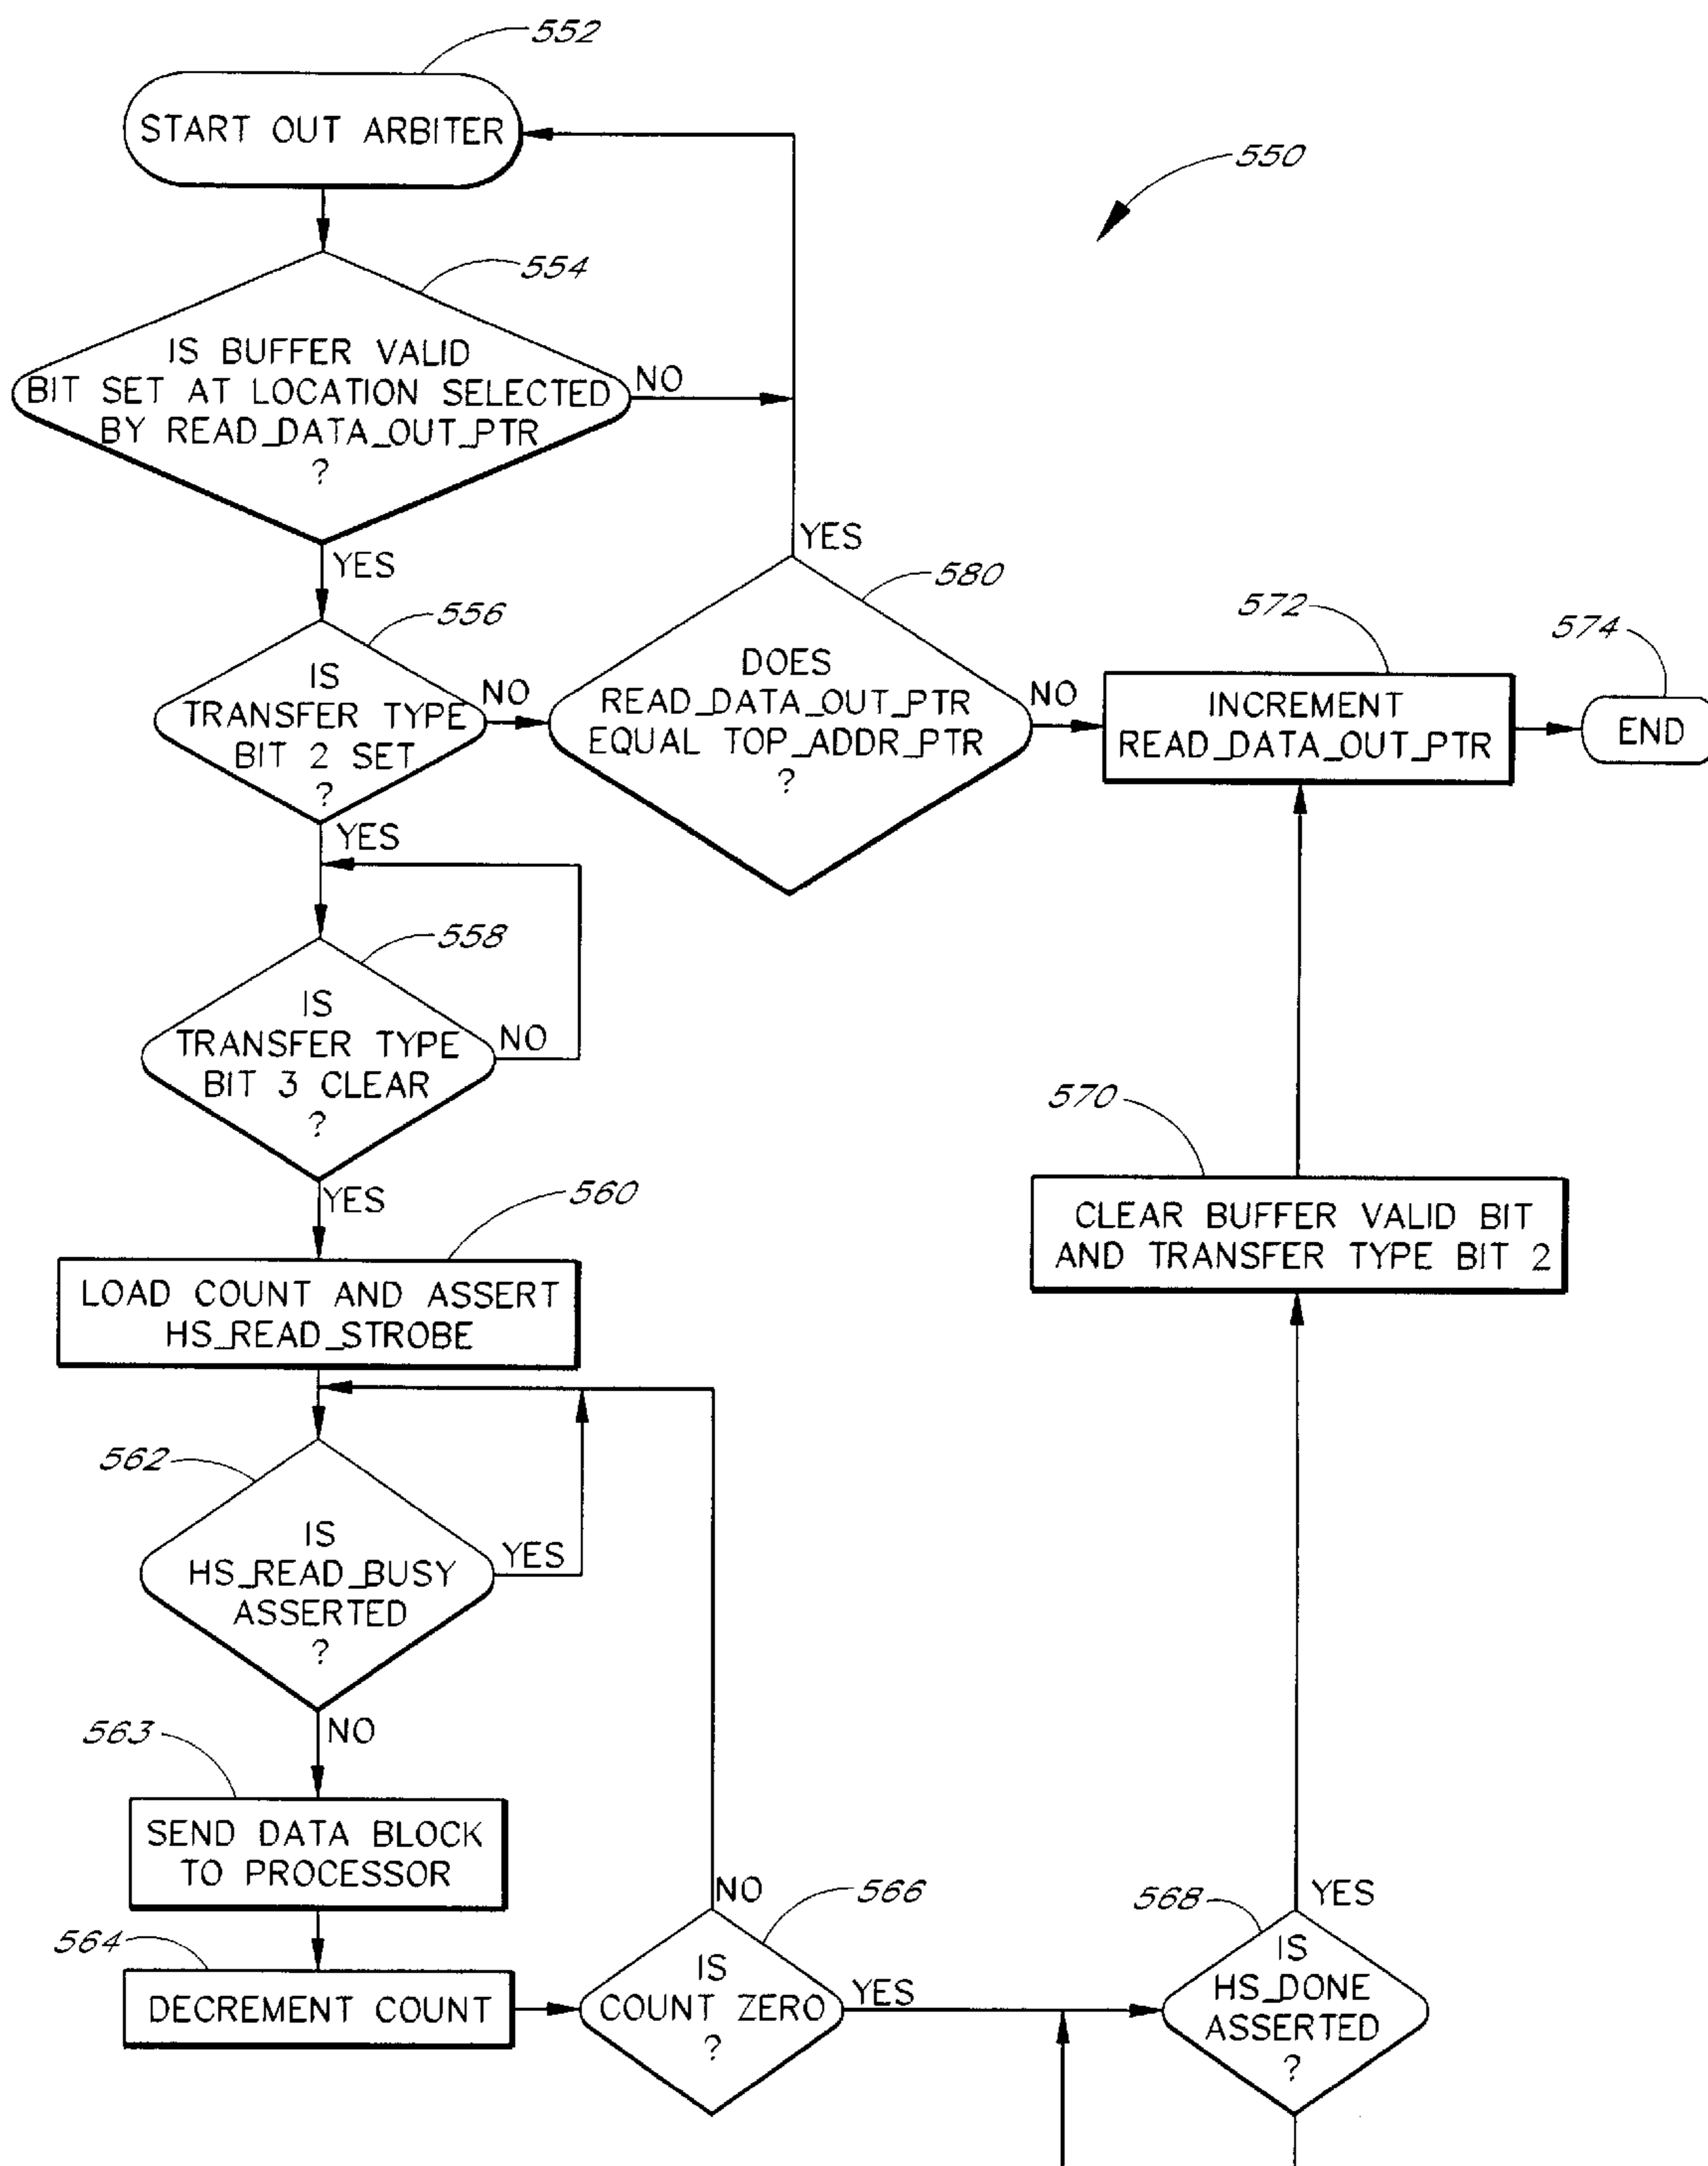 552
START OUT ARBITER
550
554
IS BUFFER VALID
BIT SET AT LOCATION SELECTED
BY READ_DATA_OUT_PTR
?
NO
YES
YES
556
IS
TRANSFER TYPE
BIT 2 SET
?
NO
YES
580
DOES
READ_DATA_OUT_PTR
EQUAL TOP_ADDR_PTR
?
NO
572
INCREMENT
READ_DATA_OUT_PTR
574
END
558
IS
TRANSFER TYPE
BIT 3 CLEAR
?
NO
YES
560
LOAD COUNT AND ASSERT
HS_READ_STROBE
570
CLEAR BUFFER VALID BIT
AND TRANSFER TYPE BIT 2
562
IS
HS_READ_BUSY
ASSERTED
?
YES
NO
563
SEND DATA BLOCK
TO PROCESSOR
564
DECREMENT COUNT
NO
566
IS
COUNT ZERO
?
YES
568
YES
IS
HS_DONE
ASSERTED
?